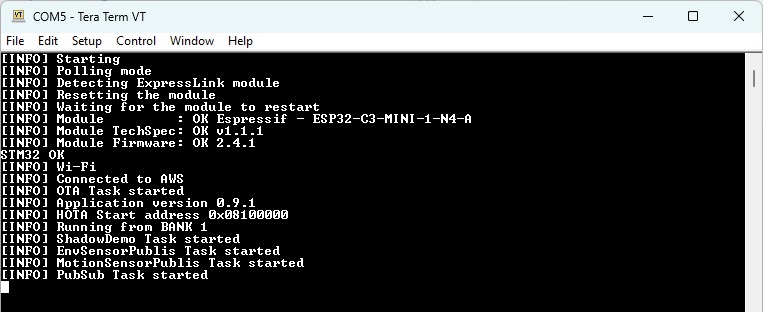 VT COM5 - Tera Term VT
File Edit Setup Control Window Help
[INFO] Starting
[INFO] Polling mode
[INFO] Detecting ExpressLink module
[INFO] Resetting the module
[INFO] Waiting for the module to restart
[INFO] Module         : OK Espressif - ESP32-C3-MINI-1-N4-A
[INFO] Module TechSpec: OK v1.1.1
[INFO] Module Firmware: OK 2.4.1
STM32 OK
[INFO] Wi-Fi
[INFO] Connected to AWS
[INFO] OTA Task started
[INFO] Application version 0.9.1
[INFO] HOTA Start address 0x08100000
[INFO] Running from BANK 1
[INFO] ShadowDemo Task started
[INFO] EnvSensorPublis Task started
[INFO] MotionSensorPublis Task started
[INFO] PubSub Task started